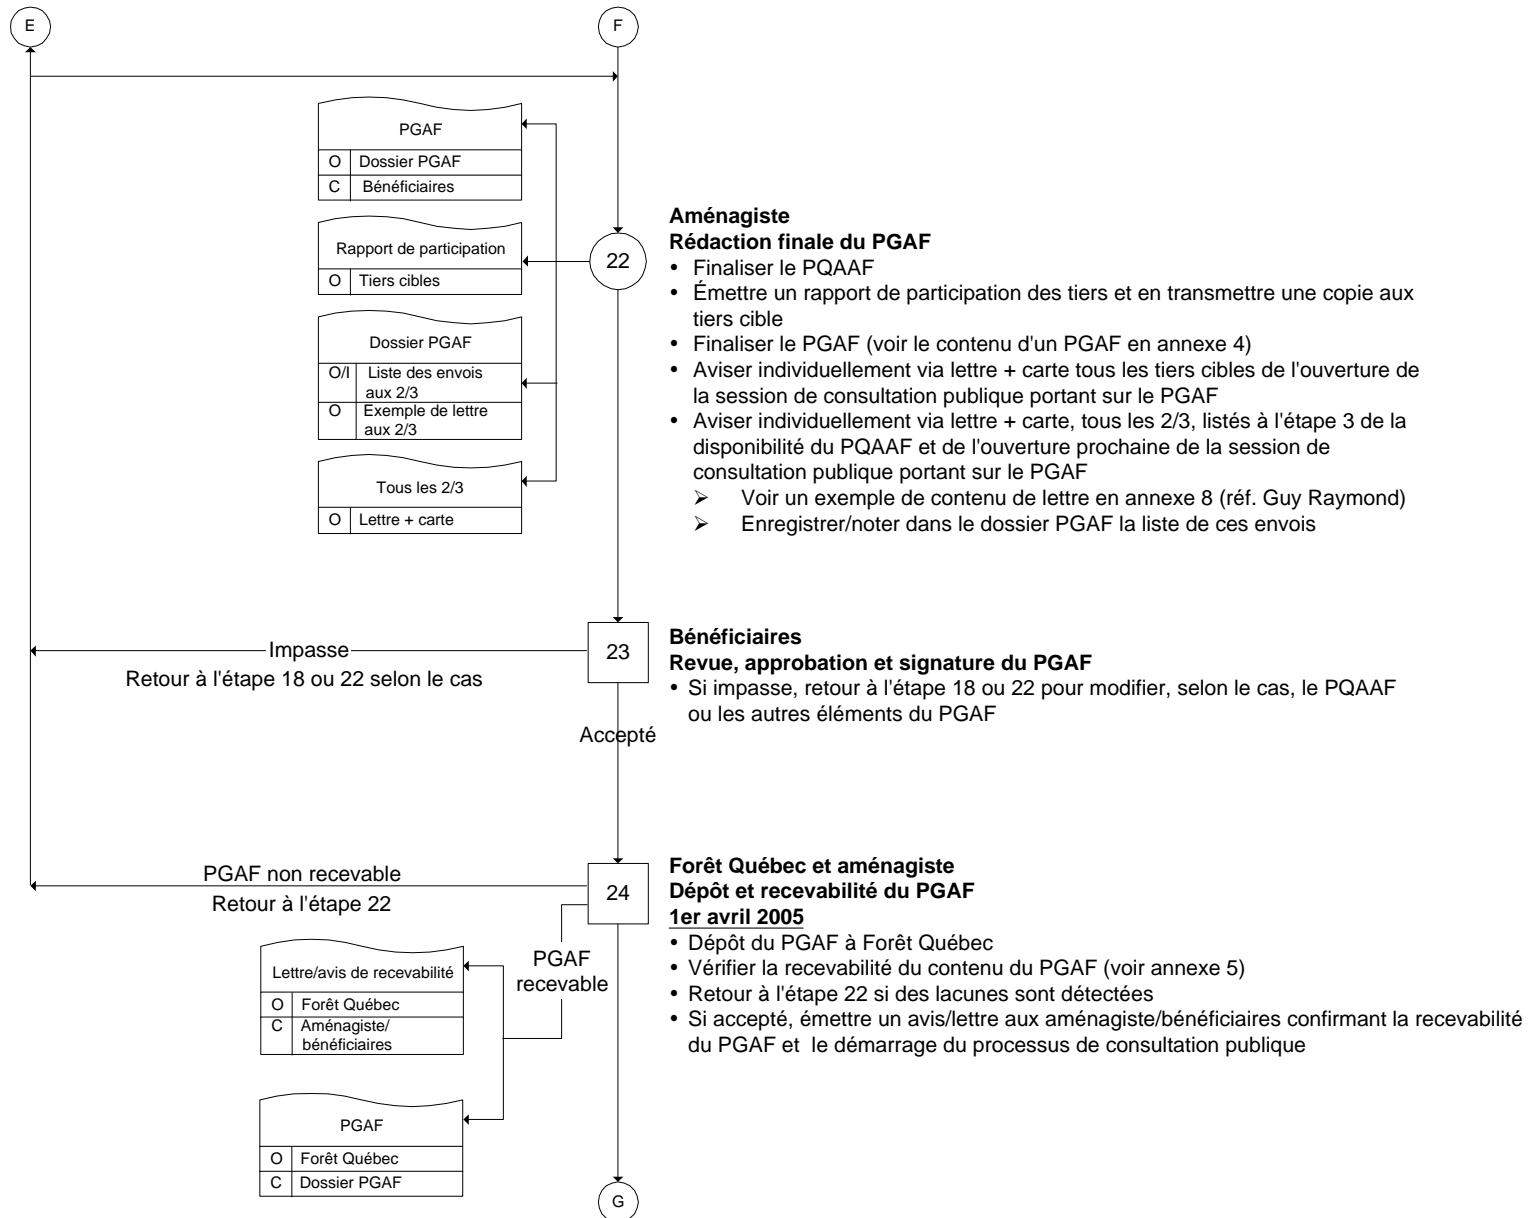 E
F
PGAF
O Dossier PGAF
C Bénéficiaires
Rapport de participation
O Tiers cibles
Dossier PGAF
O/I Liste des envois
aux 2/3
O Exemple de lettre
aux 2/3
Tous les 2/3
O Lettre + carte
22
Aménagiste
Rédaction finale du PGAF
• Finaliser le PQAAF
• Émettre un rapport de participation des tiers et en transmettre une copie aux
tiers cible
• Finaliser le PGAF (voir le contenu d'un PGAF en annexe 4)
• Aviser individuellement via lettre + carte tous les tiers cibles de l'ouverture de
la session de consultation publique portant sur le PGAF
• Aviser individuellement via lettre + carte, tous les 2/3, listés à l'étape 3 de la
disponibilité du PQAAF et de l'ouverture prochaine de la session de
consultation publique portant sur le PGAF
➢ Voir un exemple de contenu de lettre en annexe 8 (réf. Guy Raymond)
➢ Enregistrer/noter dans le dossier PGAF la liste de ces envois
Impasse
Retour à l'étape 18 ou 22 selon le cas
23
Bénéficiaires
Revue, approbation et signature du PGAF
• Si impasse, retour à l'étape 18 ou 22 pour modifier, selon le cas, le PQAAF
ou les autres éléments du PGAF
Accepté
PGAF non recevable
Retour à l'étape 22
24
Forêt Québec et aménagiste
Dépôt et recevabilité du PGAF
1er avril 2005
• Dépôt du PGAF à Forêt Québec
• Vérifier la recevabilité du contenu du PGAF (voir annexe 5)
• Retour à l'étape 22 si des lacunes sont détectées
• Si accepté, émettre un avis/lettre aux aménagiste/bénéficiaires confirmant la recevabilité
du PGAF et le démarrage du processus de consultation publique
PGAF
recevable
Lettre/avis de recevabilité
O Forêt Québec
C Aménagiste/
bénéficiaires
PGAF
O Forêt Québec
C Dossier PGAF
G